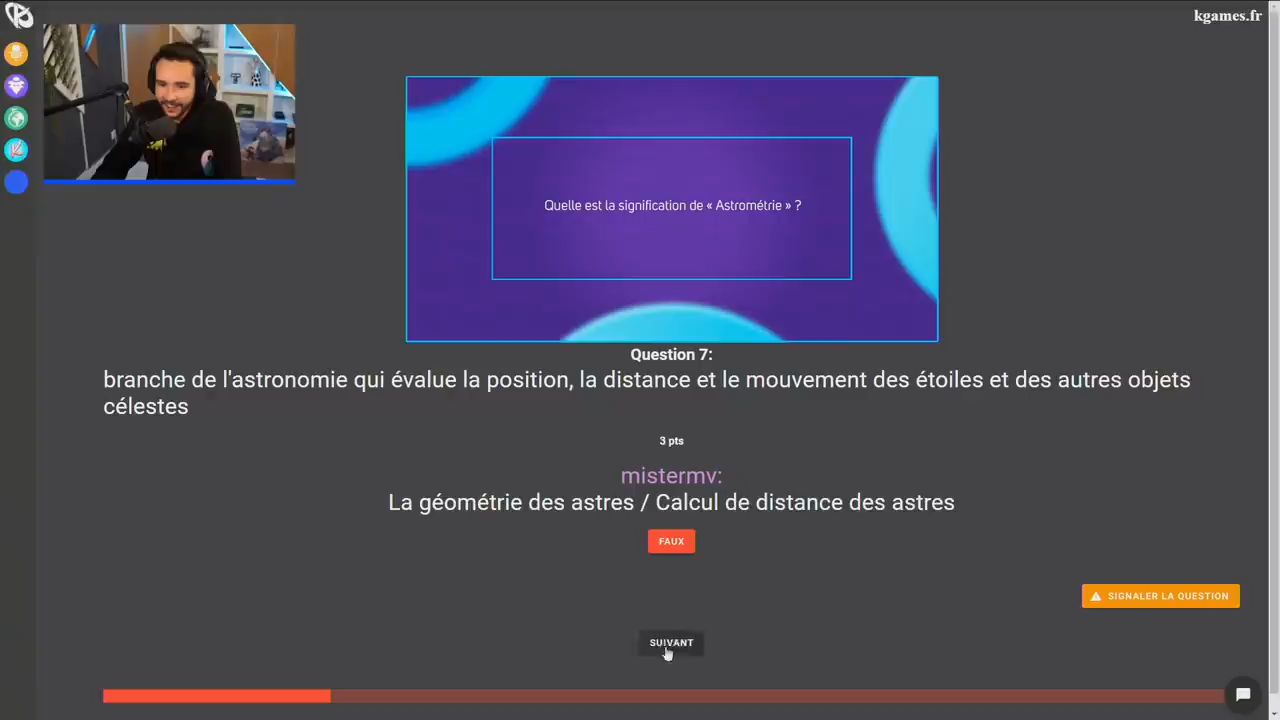 kgames.fr
Quelle est la signification de « Astrométrie » ?
Question 7:
branche de l'astronomie qui évalue la position, la distance et le mouvement des étoiles et des autres objets
célestes
3 pts
mistermv:
La géométrie des astres / Calcul de distance des astres
FAUX
SIGNALER LA QUESTION
SUIVANT